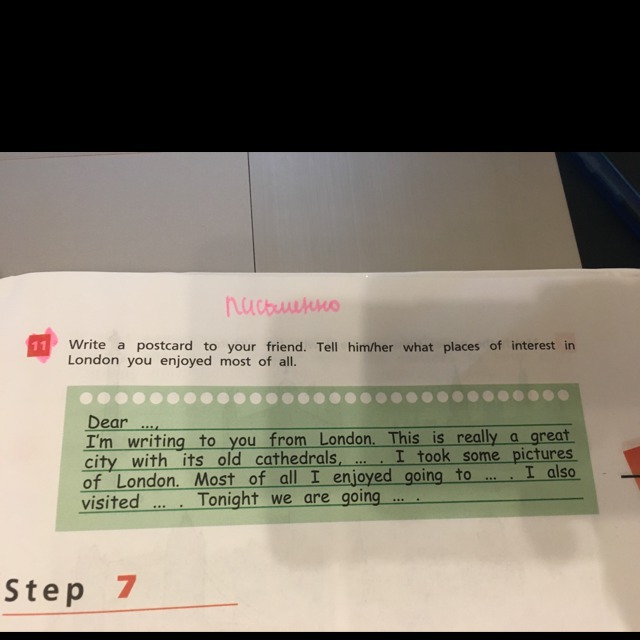 письменно
11 Write a postcard to your friend. Tell him/her what places of interest in
London you enjoyed most of all.
Dear ...,
I'm writing to you from London. This is really a great
city with its old cathedrals, ... . I took some pictures
of London. Most of all I enjoyed going to ... . I also
visited ... . Tonight we are going ... .
Step 7